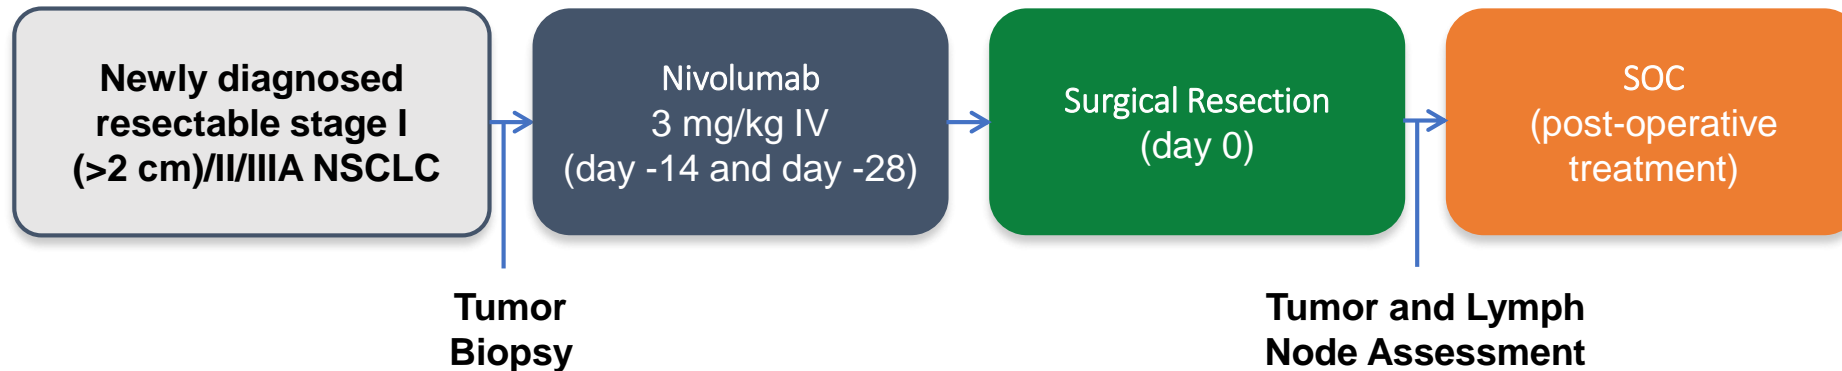 Newly diagnosed
resectable stage I
(>2 cm)/II/IIIA NSCLC
Nivolumab
3 mg/kg IV
(day -14 and day -28)
Surgical Resection
(day 0)
SOC
(post-operative
treatment)
Tumor
Biopsy
Tumor and Lymph
Node Assessment